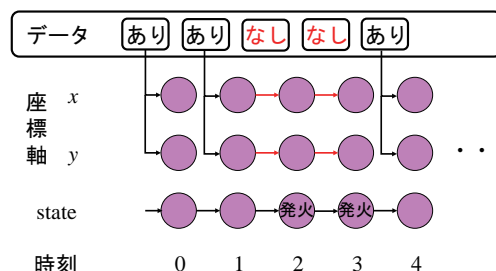 データ あり あり なし なし あり
座標軸
x
y
・・
state 発火 発火
時刻 0 1 2 3 4